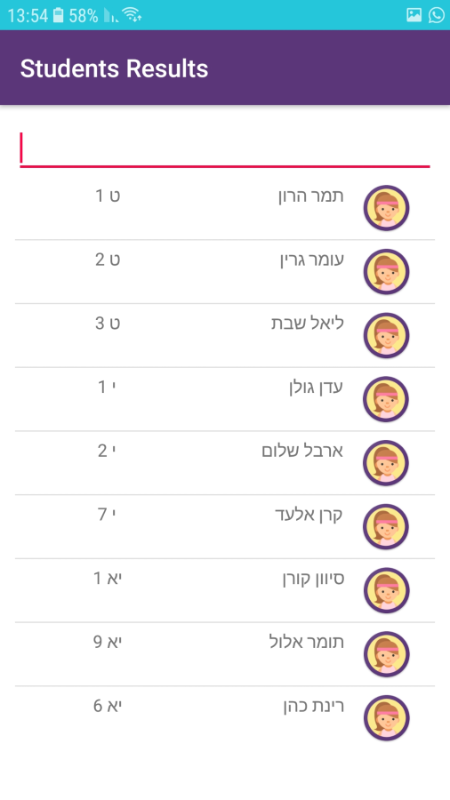 13:54 58%
Students Results
תמר הרון ט 1
עומר גרין ט 2
ליאל שבת ט 3
עדן גולן י 1
ארבל שלום י 2
קרן אלעד י 7
סיוון קורן יא 1
תומר אלול יא 9
רינת כהן יא 6